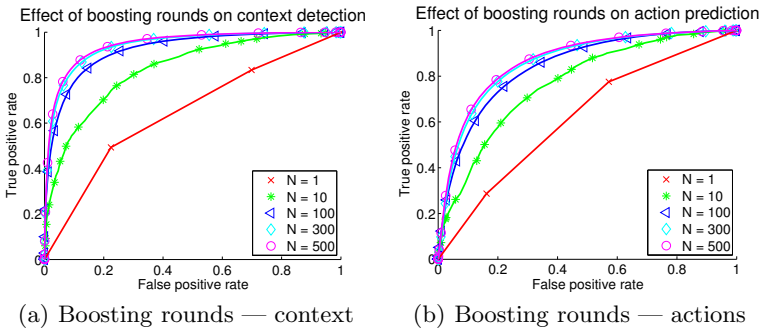 Effect of boosting rounds on context detection
1
0.8
0.6
0.4
0.2
0
True positive rate
0 0.2 0.4 0.6 0.8 1
False positive rate
N = 1
N = 10
N = 100
N = 300
N = 500
(a) Boosting rounds — context
Effect of boosting rounds on action prediction
1
0.8
0.6
0.4
0.2
0
True positive rate
0 0.2 0.4 0.6 0.8 1
False positive rate
N = 1
N = 10
N = 100
N = 300
N = 500
(b) Boosting rounds — actions